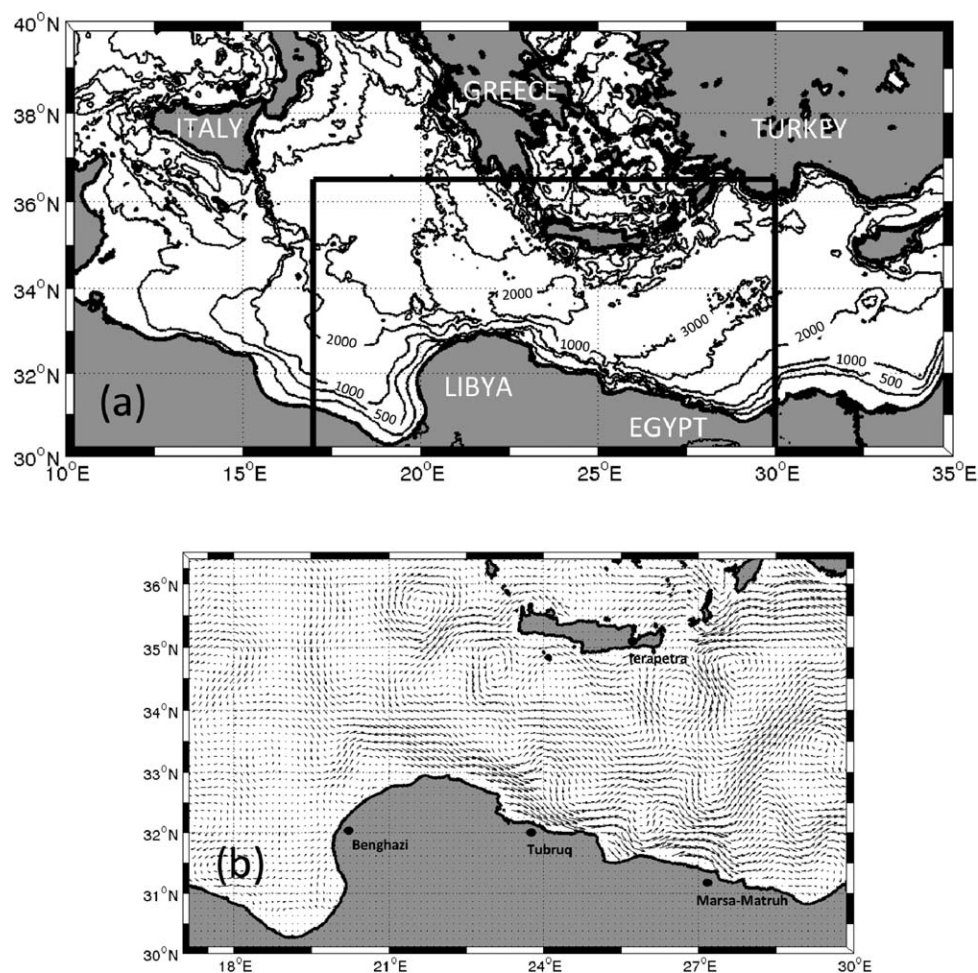 40°N
38°N
36°N
34°N
32°N
30°N
GREECE
ITALY
TURKEY
2000
3000
2000
1000
2000
1000
1000
500
500
LIBYA
(a)
EGYPT
10°E 15°E 20°E 25°E 30°E 35°E
36°N
35°N
34°N
33°N
32°N
31°N
30°N
Ierapetra
Benghazi
Tubruq
(b)
Marsa-Matruh
18°E 21°E 24°E 27°E 30°E